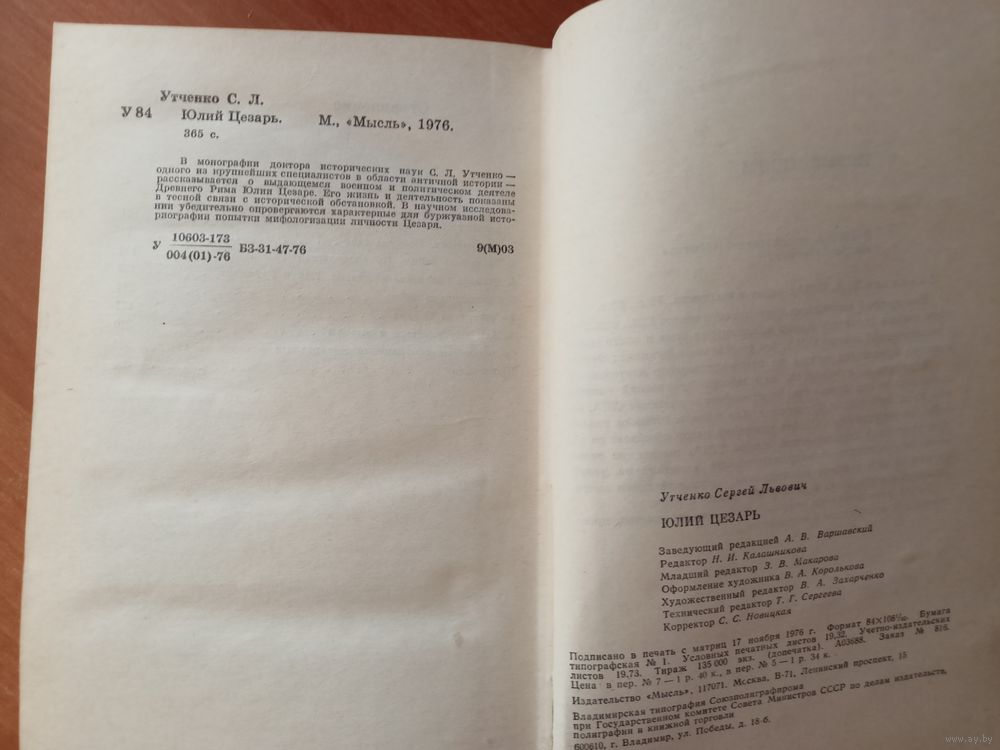 Утченко С. Л.
У 84 Юлий Цезарь. М., «Мысль», 1976.
365 с.
В монографии доктора исторических наук С. Л. Утченко —
одного из крупнейших специалистов в области античной истории —
рассказывается о выдающемся военном и политическом деятеле
Древнего Рима Юлии Цезаре. Его жизнь и деятельность показаны
в тесной связи с исторической обстановкой. В научном исследова-
нии убедительно опровергаются характерные для буржуазной исто-
риографии попытки мифологизации личности Цезаря.
У 10603-173
004(01)-76 БЗ-31-47-76 9(М)03
Утченко Сергей Львович
ЮЛИЙ ЦЕЗАРЬ
Заведующий редакцией А. В. Варшавский
Редактор Н. И. Калашникова
Младший редактор З. В. Макарова
Оформление художника В. А. Королькова
Художественный редактор В. А. Захарченко
Технический редактор Т. Г. Сергеева
Корректор С. С. Новицкая
Подписано в печать с матриц 17 ноября 1976 г. Формат 84×108¹/₃₂. Бумага
типографская № 1. Условных печатных листов 19,32. Учетно-издательских
листов 19,73. Тираж 135 000 экз. (допечатка). А03688. Заказ № 816.
Цена в пер. № 7 — 1 р. 40 к., в пер. № 5 — 1 р. 34 к.
Издательство «Мысль», 117071. Москва, В-71, Ленинский проспект, 15
Владимирская типография Союзполиграфпрома
при Государственном комитете Совета Министров СССР по делам издательств,
полиграфии и книжной торговли
600610, г. Владимир, ул. Победы, д. 18-б.
www.ay.by